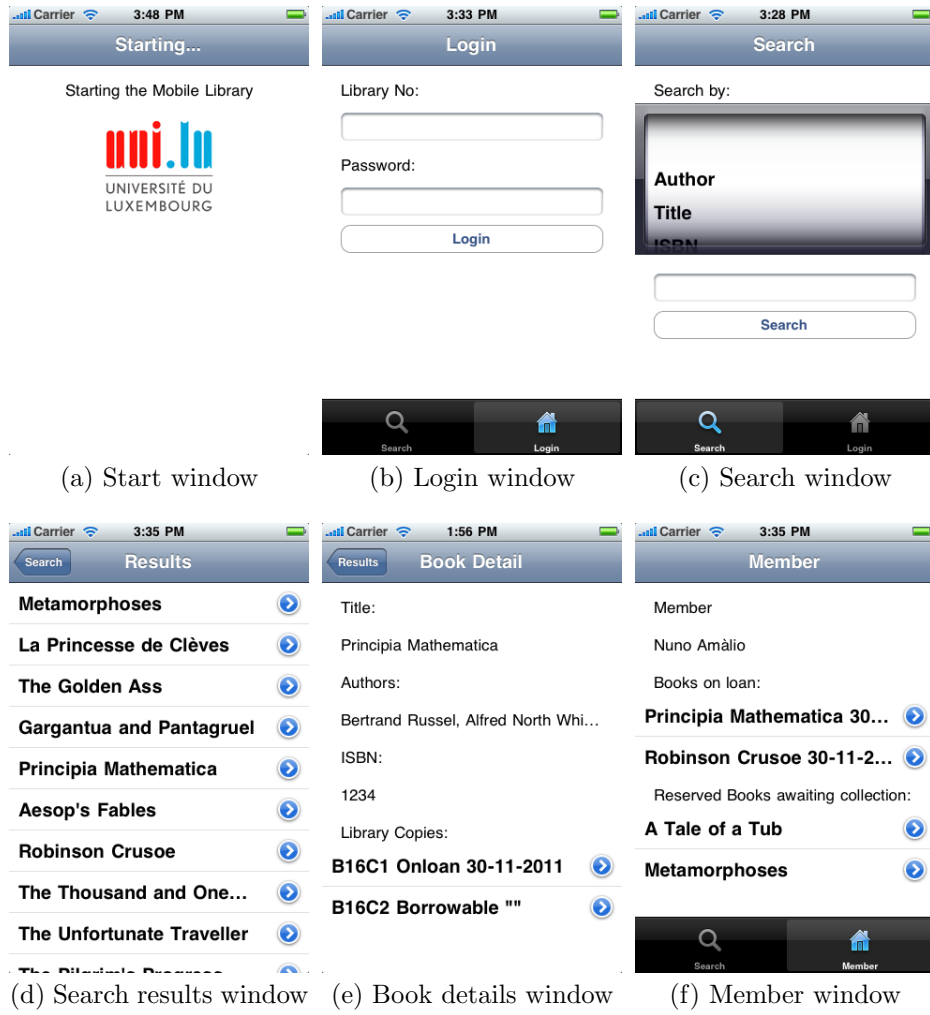 Carrier 3:48 PM
Starting...
Starting the Mobile Library
uni.lu
UNIVERSITÉ DU
LUXEMBOURG
(a) Start window
Carrier 3:33 PM
Login
Library No:
Password:
Login
Search Login
(b) Login window
Carrier 3:28 PM
Search
Search by:
Author
Title
ISBN
Search
Search Login
(c) Search window
Carrier 3:35 PM
Search Results
Metamorphoses
La Princesse de Clèves
The Golden Ass
Gargantua and Pantagruel
Principia Mathematica
Aesop's Fables
Robinson Crusoe
The Thousand and One...
The Unfortunate Traveller
The Pilgrim's Progress
(d) Search results window
Carrier 1:56 PM
Results Book Detail
Title:
Principia Mathematica
Authors:
Bertrand Russel, Alfred North Whi...
ISBN:
1234
Library Copies:
B16C1 Onloan 30-11-2011
B16C2 Borrowable ""
(e) Book details window
Carrier 3:35 PM
Member
Member
Nuno Amàlio
Books on loan:
Principia Mathematica 30...
Robinson Crusoe 30-11-2...
Reserved Books awaiting collection:
A Tale of a Tub
Metamorphoses
Search Member
(f) Member window